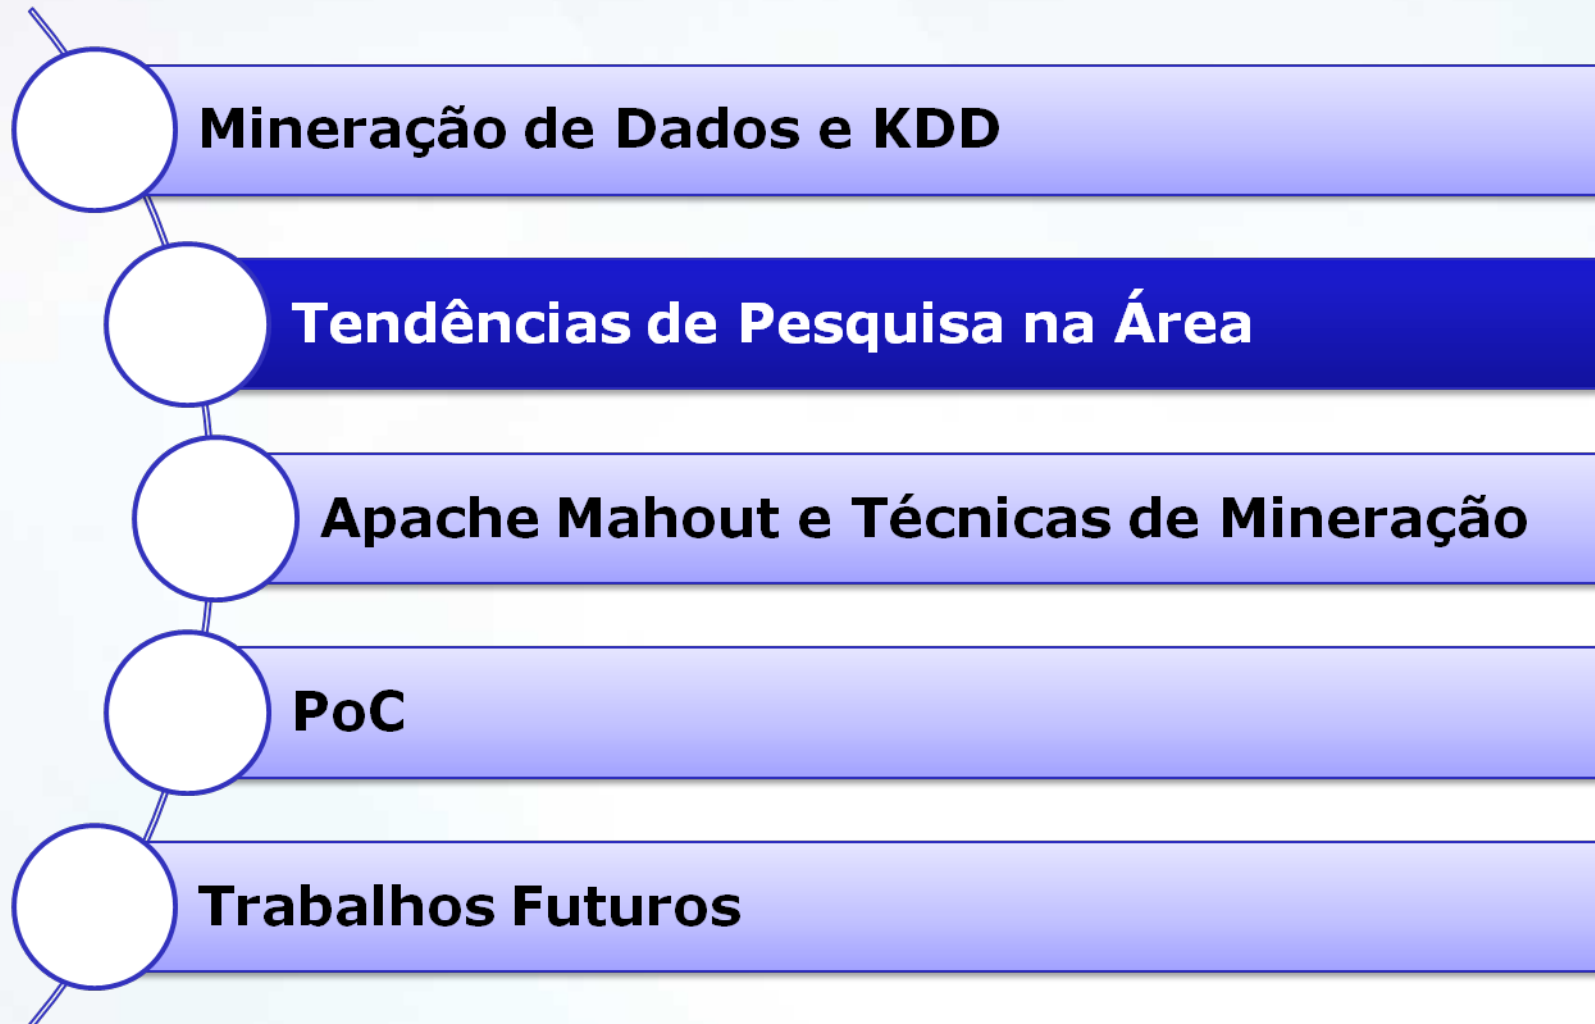 Mineração de Dados e KDD
Tendências de Pesquisa na Área
Apache Mahout e Técnicas de Mineração
PoC
Trabalhos Futuros